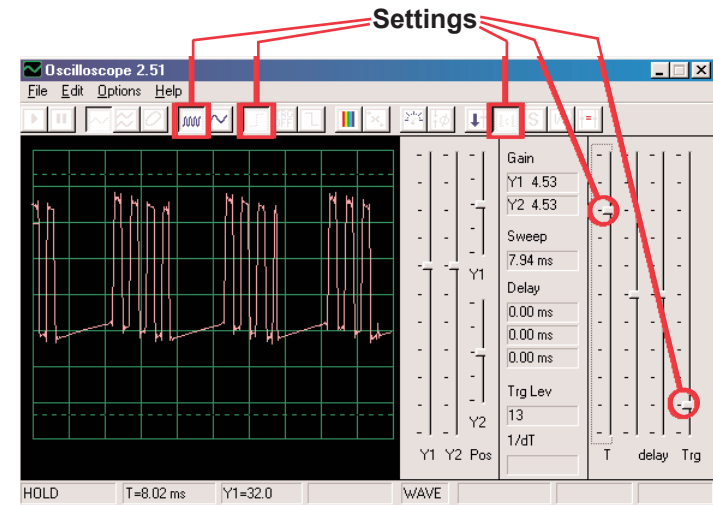 Settings
Oscilloscope 2.51
File Edit Options Help
Gain
Y1 4.53
Y2 4.53
Sweep
7.94 ms
Y1
Delay
0.00 ms
0.00 ms
0.00 ms
Trg Lev
13
Y2
1/dT
Y1 Y2 Pos T delay Trg
HOLD T=8.02 ms Y1=32.0 WAVE